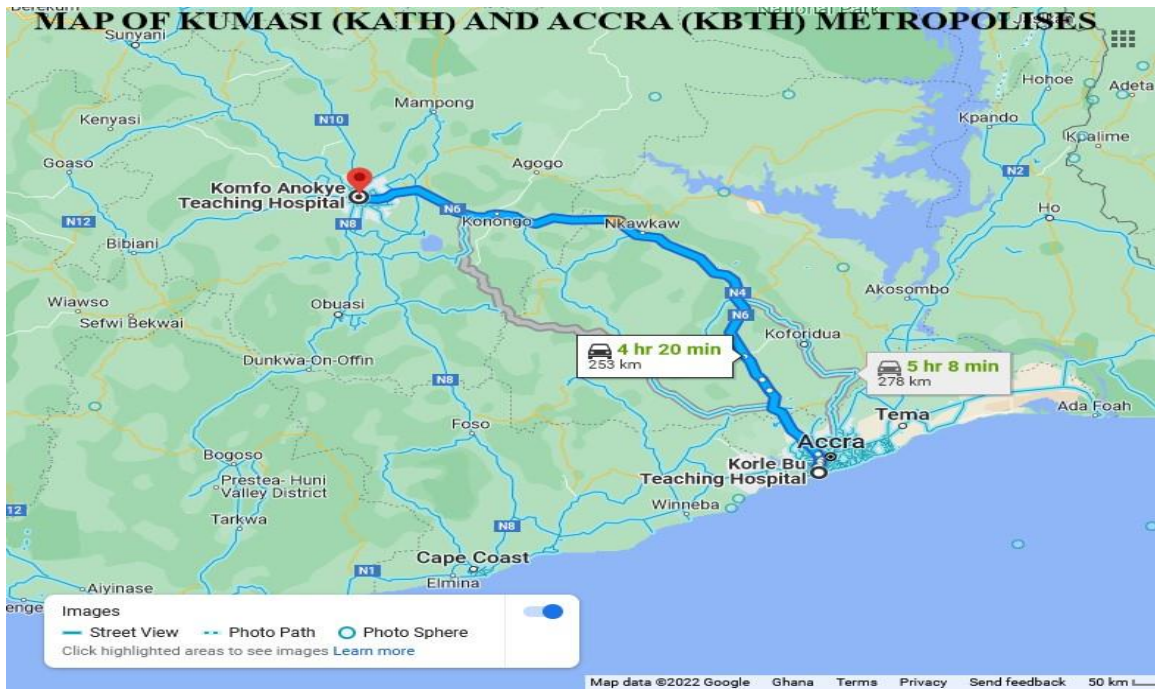 MAP OF KUMASI (KATH) AND ACCRA (KBTH) METROPOLISES
Sunyani
Hohoe
Adeta
Mampong
N10
Kenyasi
Kpando
Kpalime
Goaso
Agogo
N2
Komfo Anokye
Teaching Hospital
N6
Konongo
N12
N8
Nkawkaw
Ho
Bibiani
Wiawso
Obuasi
N4
Akosombo
Sefwi Bekwai
N6
Koforidua
4 hr 20 min
253 km
Dunkwa-On-Offin
5 hr 8 min
278 km
N8
Ada Foah
Tema
Foso
Accra
Bogoso
Korle Bu
Teaching Hospital
Prestea- Huni
Valley District
Winneba
12
Tarkwa
N8
Cape Coast
N1
Elmina
Aiyinase
Images
Street View
Photo Path
Photo Sphere
Click highlighted areas to see images Learn more
Map data ©2022 Google Ghana Terms Privacy Send feedback 50 km